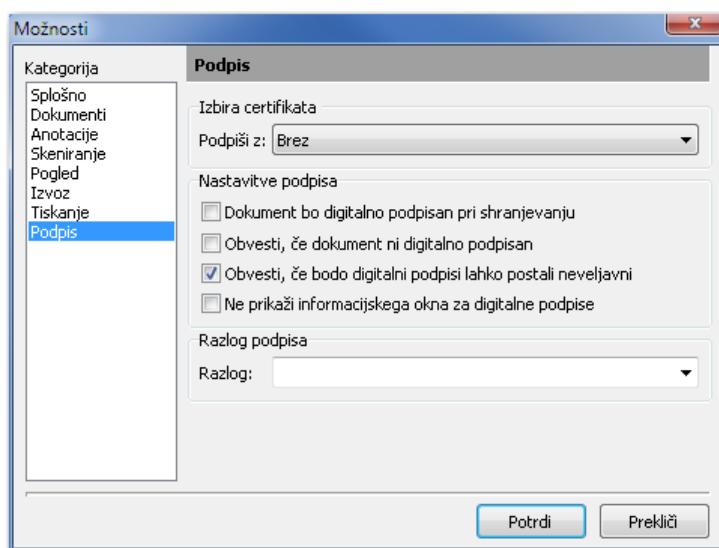 Možnosti
Kategorija
Splošno
Dokumenti
Anotacije
Skeniranje
Pogled
Izvoz
Tiskanje
Podpis
Podpis
Izbira certifikata
Podpiši z: Brez
Nastavitve podpisa
Dokument bo digitalno podpisan pri shranjevanju
Obvesti, če dokument ni digitalno podpisan
Obvesti, če bodo digitalni podpisi lahko postali neveljavni
Ne prikaži informacijskega okna za digitalne podpise
Razlog podpisa
Razlog:
Potrdi
Prekliči